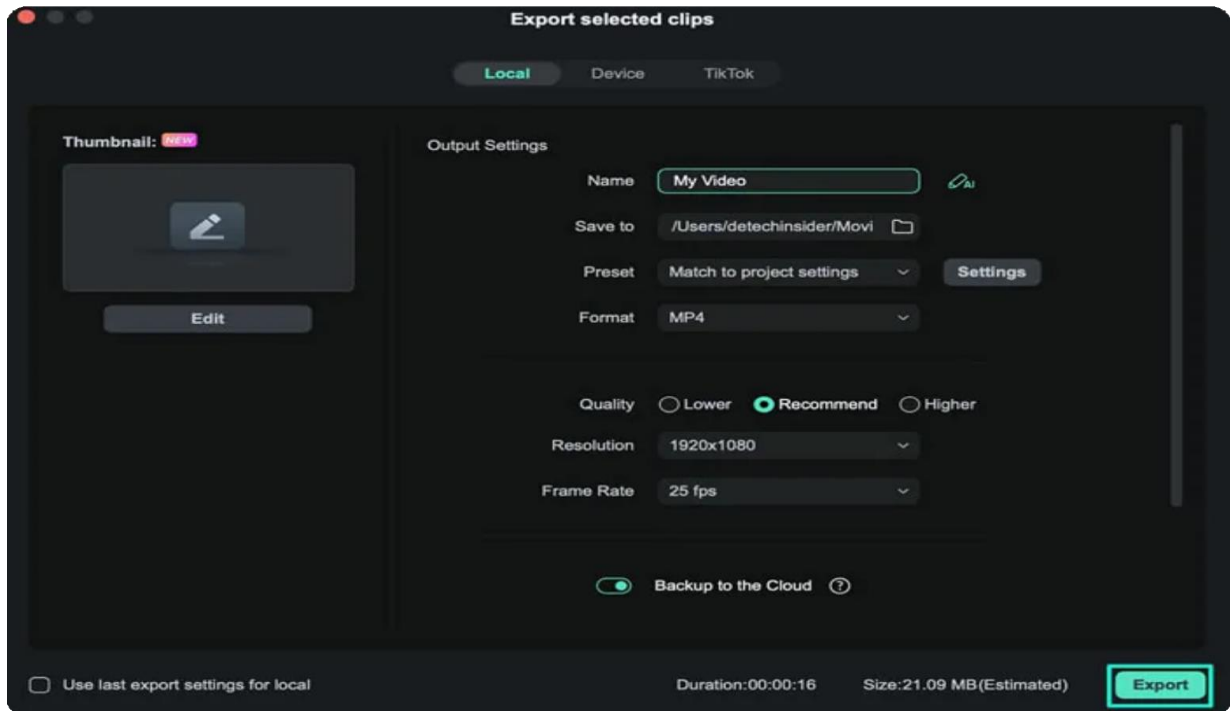 Export selected clips
Local Device TikTok
Thumbnail: NEW
Edit
Output Settings
Name My Video AI
Save to /Users/detechinsider/Movi
Preset Match to project settings Settings
Format MP4
Quality Lower Recommend Higher
Resolution 1920x1080
Frame Rate 25 fps
Backup to the Cloud ?
Use last export settings for local Duration:00:00:16 Size:21.09 MB(Estimated) Export